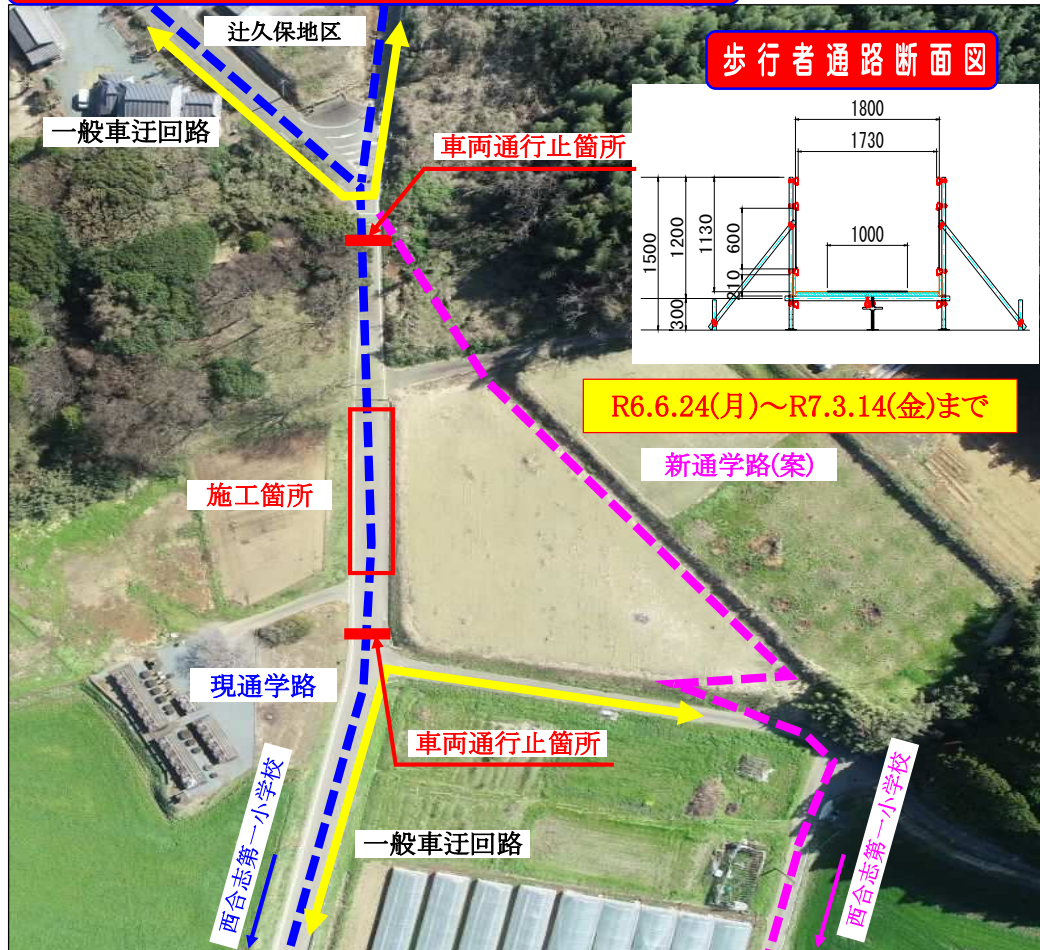 辻久保地区
歩行者通路断面図
一般車迂回路
車両通行止箇所
1800
1730
1500
1200
1130
600
1000
210
300
R6.6.24(月)～R7.3.14(金)まで
新通学路(案)
施工箇所
現通学路
車両通行止箇所
西合志第一小学校
一般車迂回路
西合志第一小学校